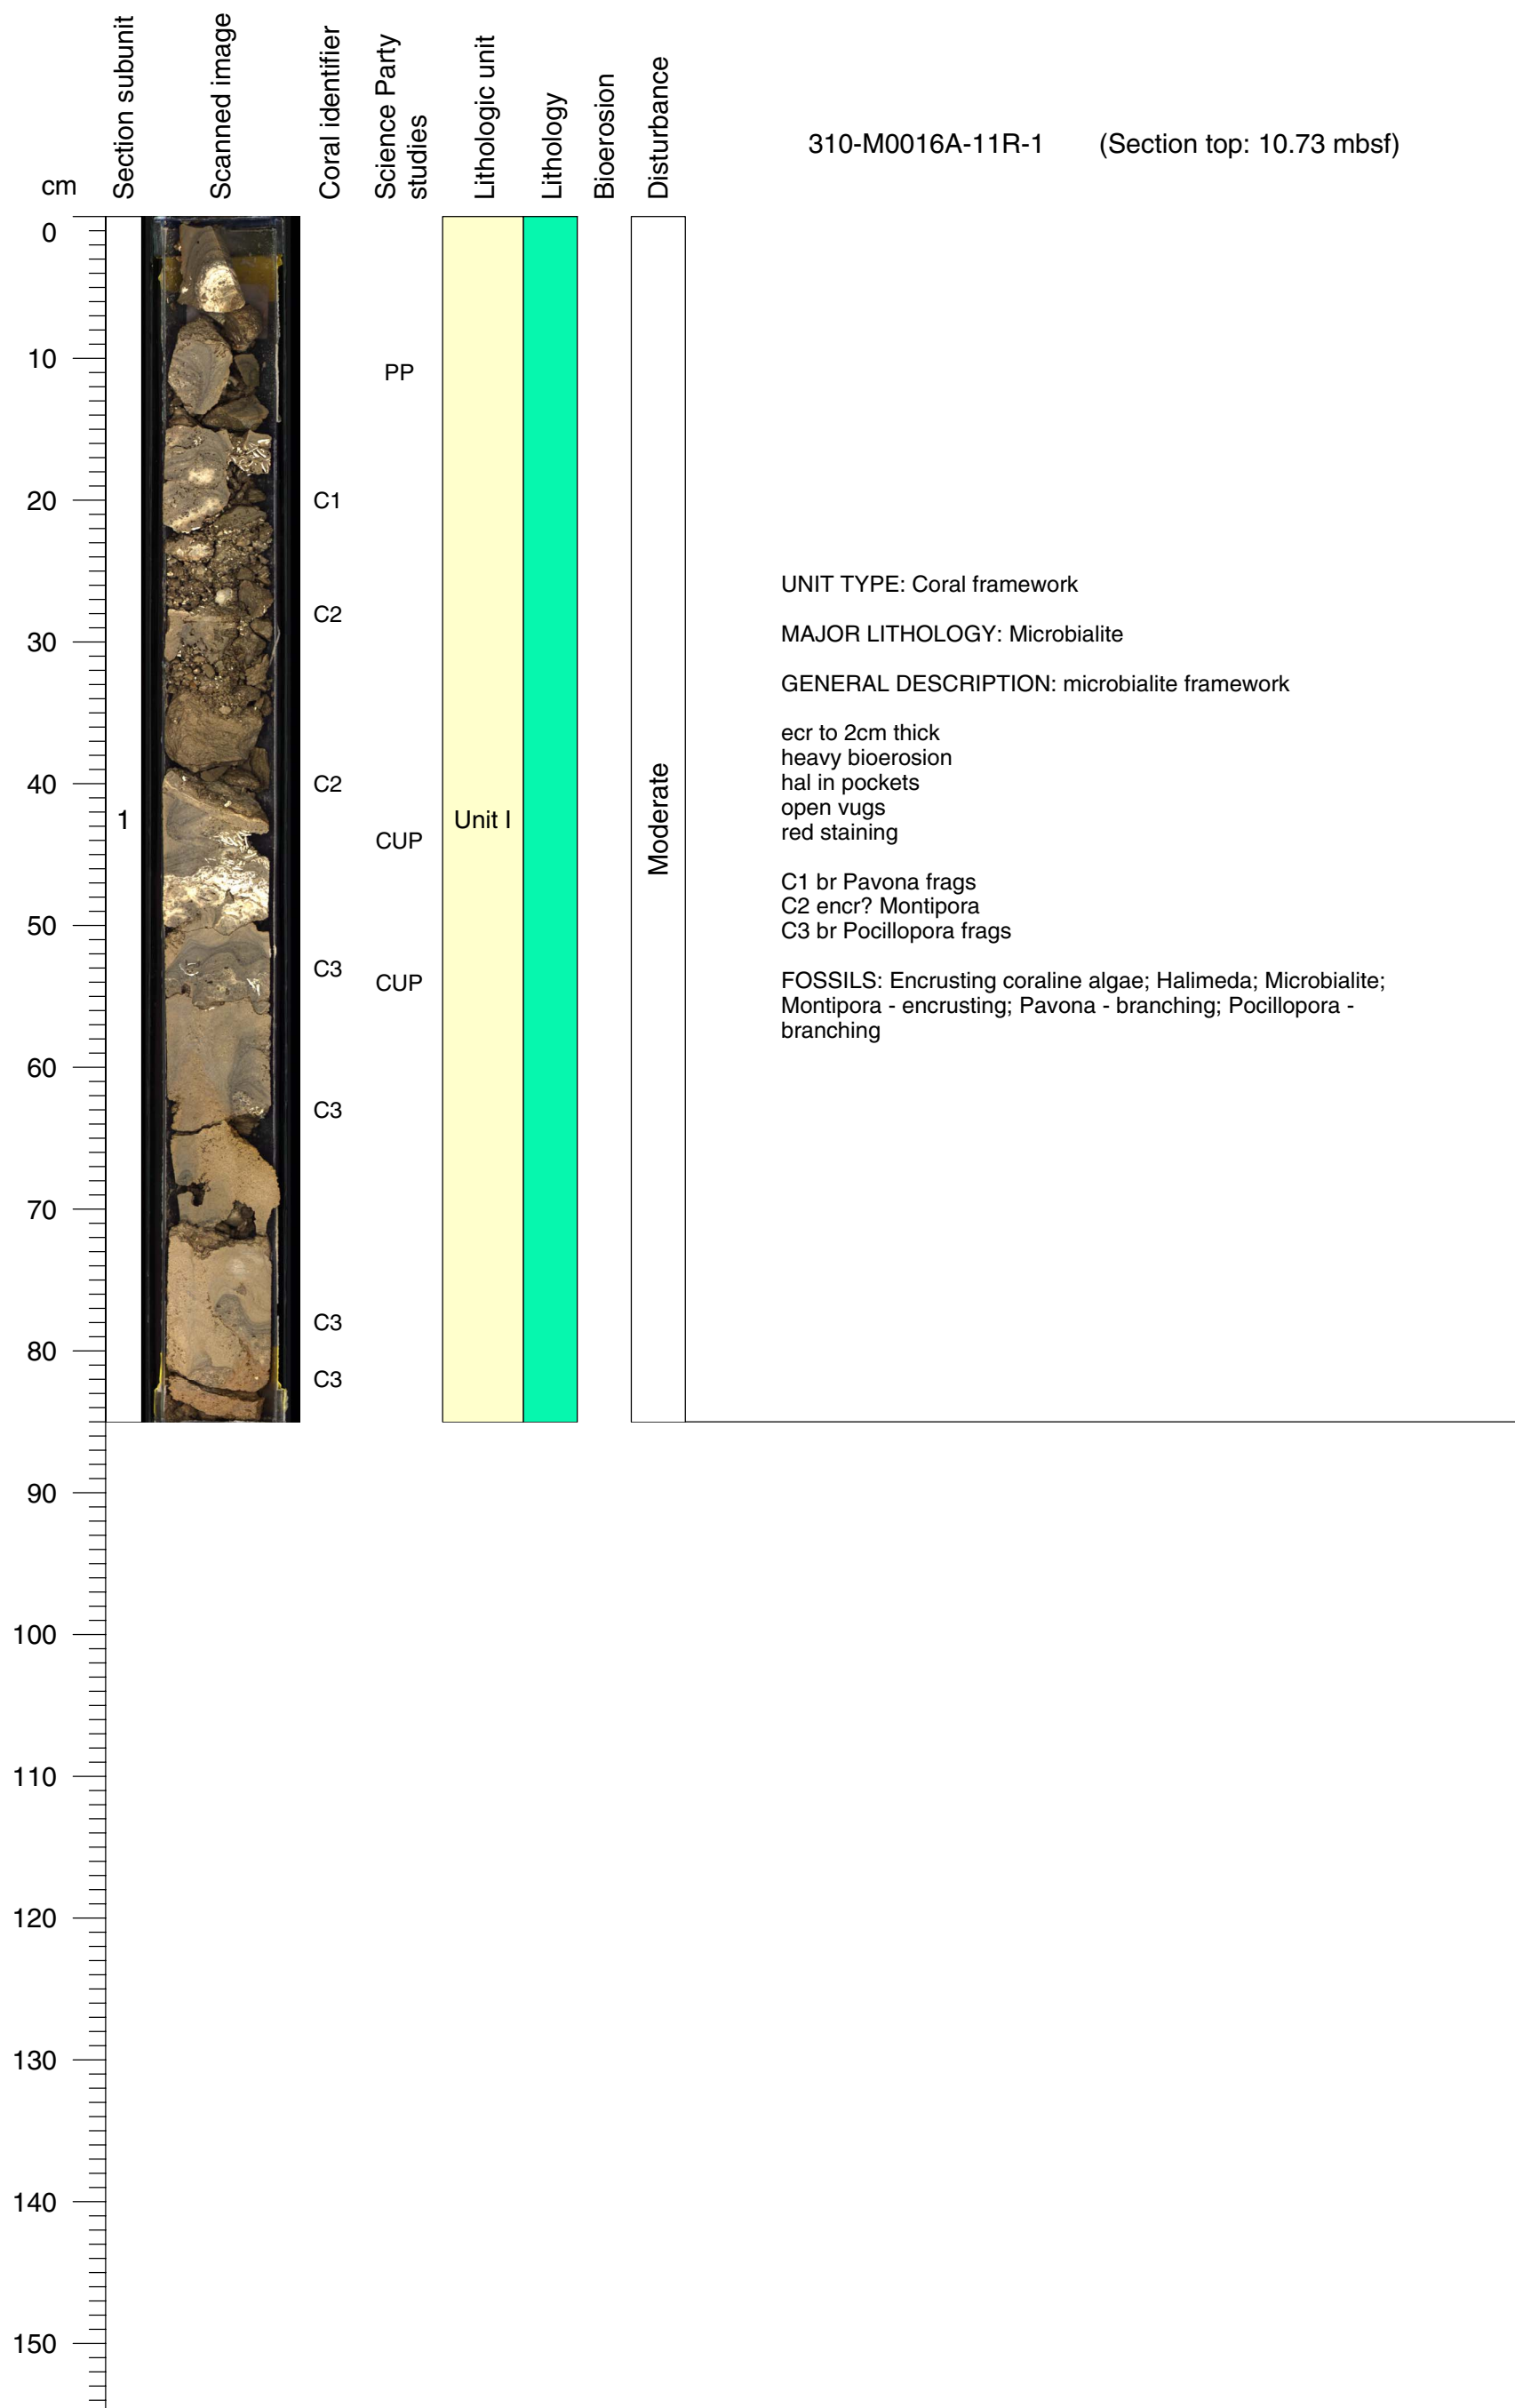 Section subunit
Scanned image
Coral identifier
Science Party
studies
Lithologic unit
Lithology
Bioerosion
Disturbance
310-M0016A-11R-1 (Section top: 10.73 mbsf)
cm
0
10
PP
20
C1
C2
30
40
C2
1
CUP
Unit I
Moderate
50
C3
CUP
60
C3
70
C3
80
C3
90
100
110
120
130
140
150
UNIT TYPE: Coral framework
MAJOR LITHOLOGY: Microbialite
GENERAL DESCRIPTION: microbialite framework
ecr to 2cm thick
heavy bioerosion
hal in pockets
open vugs
red staining
C1 br Pavona frags
C2 encr? Montipora
C3 br Pocillopora frags
FOSSILS: Encrusting coraline algae; Halimeda; Microbialite;
Montipora - encrusting; Pavona - branching; Pocillopora -
branching